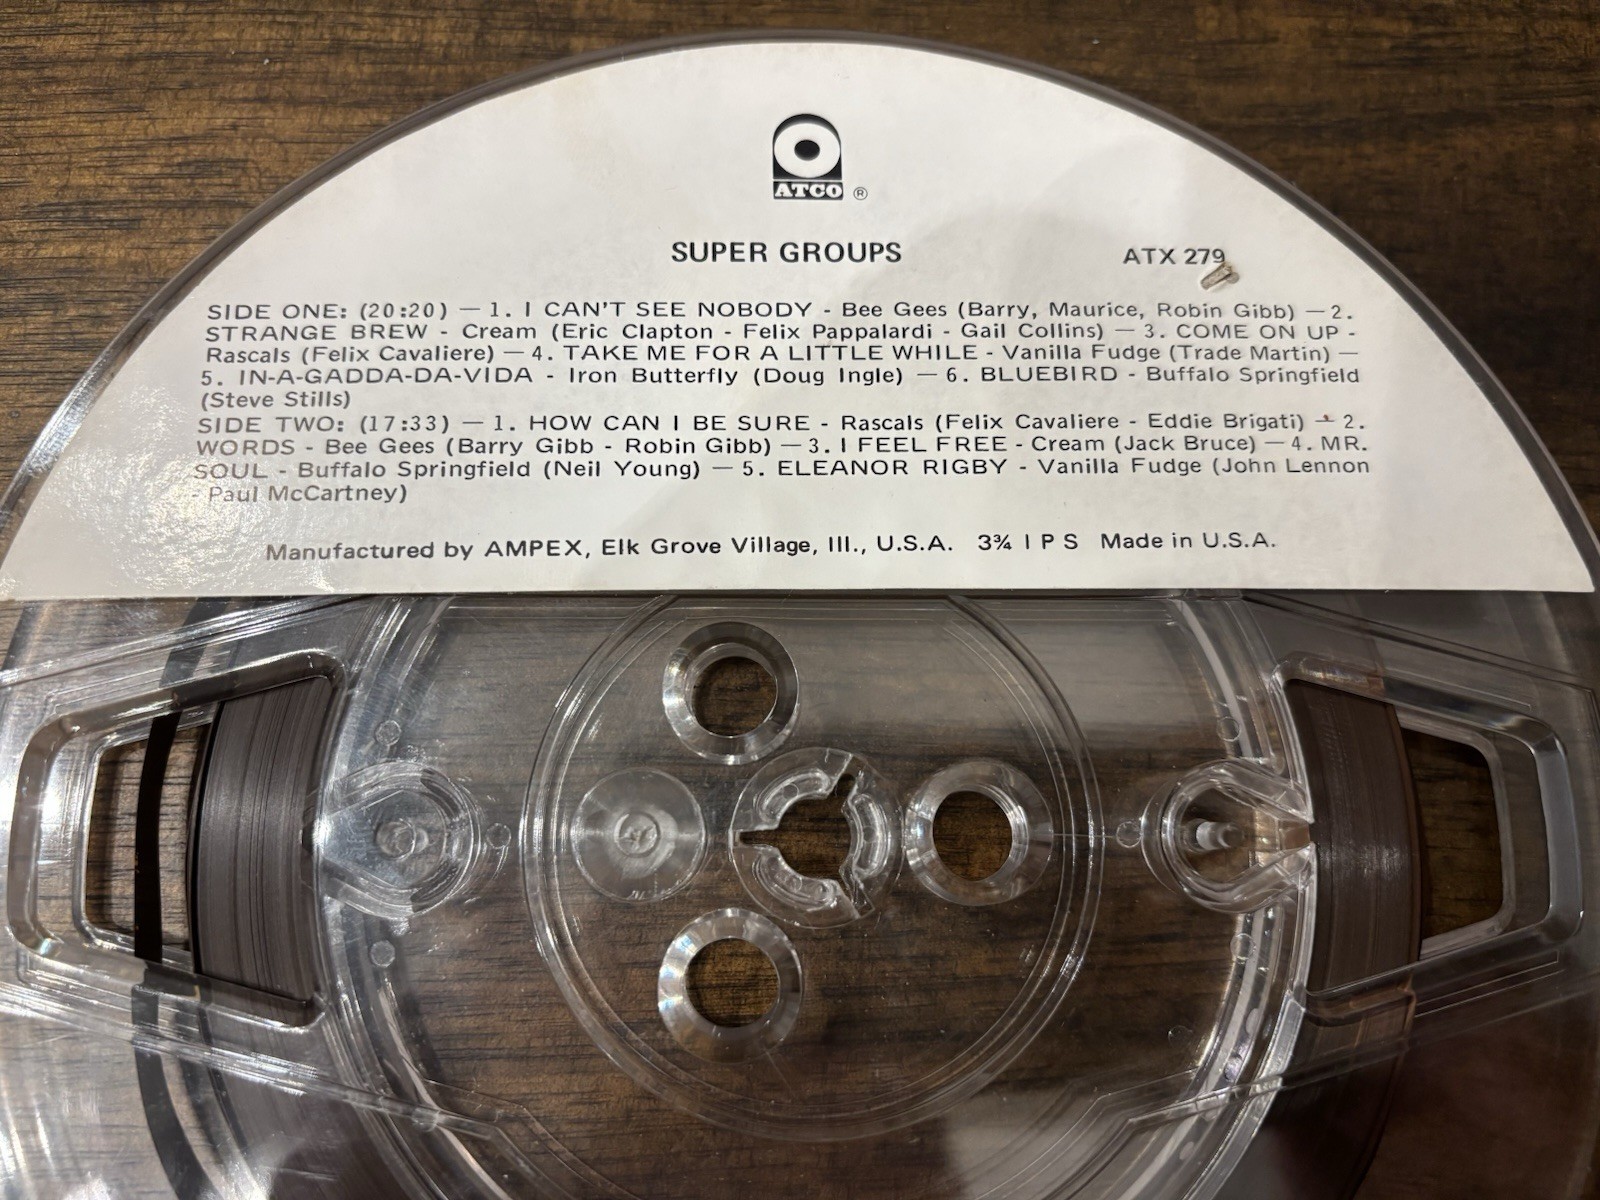 ATCO ®
SUPER GROUPS ATX 279
SIDE ONE: (20:20) — 1. I CAN'T SEE NOBODY - Bee Gees (Barry, Maurice, Robin Gibb) — 2.
STRANGE BREW - Cream (Eric Clapton - Felix Pappalardi - Gail Collins) — 3. COME ON UP -
Rascals (Felix Cavaliere) — 4. TAKE ME FOR A LITTLE WHILE - Vanilla Fudge (Trade Martin) —
5. IN-A-GADDA-DA-VIDA - Iron Butterfly (Doug Ingle) — 6. BLUEBIRD - Buffalo Springfield
(Steve Stills)
SIDE TWO: (17:33) — 1. HOW CAN I BE SURE - Rascals (Felix Cavaliere - Eddie Brigati) — 2.
WORDS - Bee Gees (Barry Gibb - Robin Gibb) — 3. I FEEL FREE - Cream (Jack Bruce) — 4. MR.
SOUL - Buffalo Springfield (Neil Young) — 5. ELEANOR RIGBY - Vanilla Fudge (John Lennon
- Paul McCartney)
Manufactured by AMPEX, Elk Grove Village, Ill., U.S.A. 3¾ I P S Made in U.S.A.